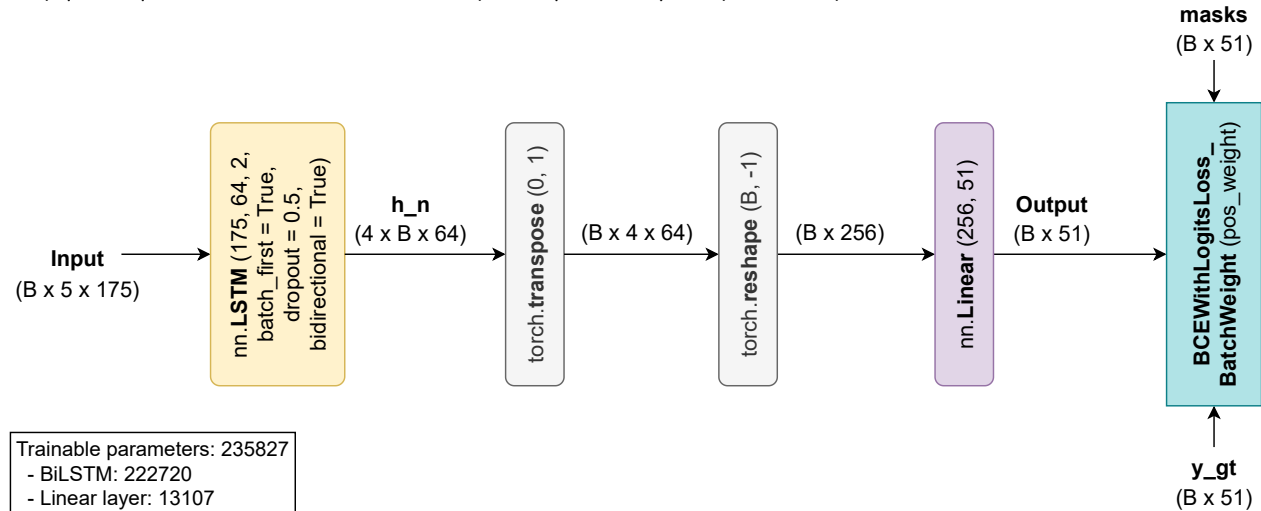 masks
(B x 51)
Input
(B x 5 x 175)
nn.LSTM (175, 64, 2,
batch_first = True,
dropout = 0.5,
bidirectional = True)
h_n
(4 x B x 64)
torch.transpose (0, 1)
(B x 4 x 64)
torch.reshape (B, -1)
(B x 256)
nn.Linear (256, 51)
Output
(B x 51)
BCEWithLogitsLoss_
BatchWeight (pos_weight)
y_gt
(B x 51)
Trainable parameters: 235827
- BiLSTM: 222720
- Linear layer: 13107